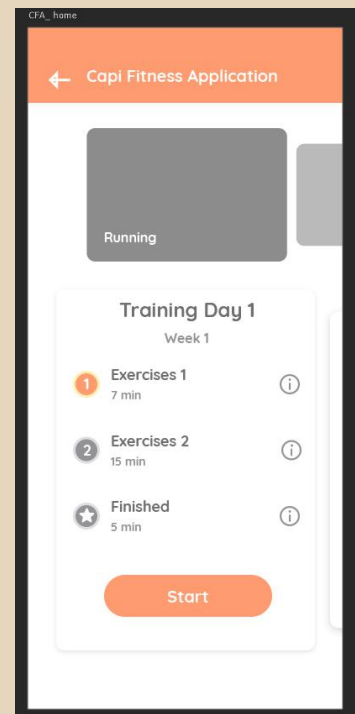 CFA_ home
Capi Fitness Application
Running
Training Day 1
Week 1
1
Exercises 1
7 min
2
Exercises 2
15 min
Finished
5 min
Start